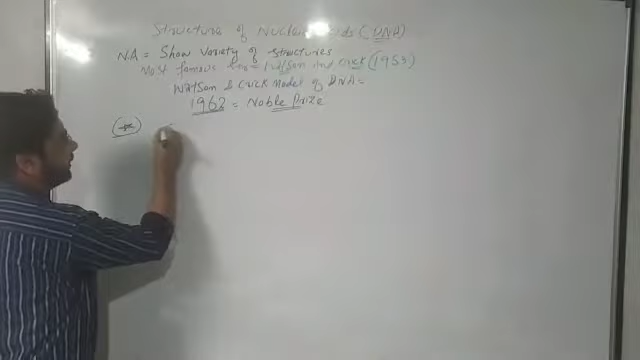 Structure of Nucleic Acids (DNA)
NA = Show Variety of Structures
Most famous = Watson and Crick (1953)
Watson & Crick Model of DNA =
1962 = Noble Prize
(*)